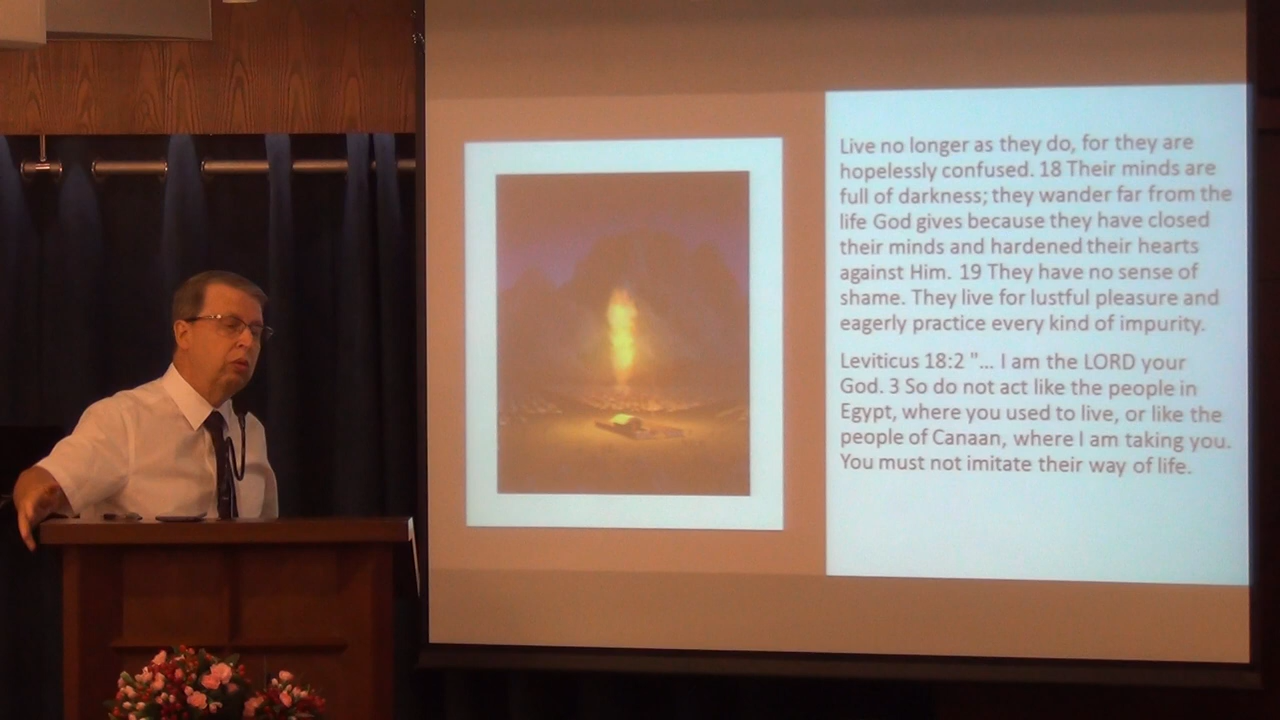 Live no longer as they do, for they are
hopelessly confused. 18 Their minds are
full of darkness; they wander far from the
life God gives because they have closed
their minds and hardened their hearts
against Him. 19 They have no sense of
shame. They live for lustful pleasure and
eagerly practice every kind of impurity.
Leviticus 18:2 "... I am the LORD your
God. 3 So do not act like the people in
Egypt, where you used to live, or like the
people of Canaan, where I am taking you.
You must not imitate their way of life.